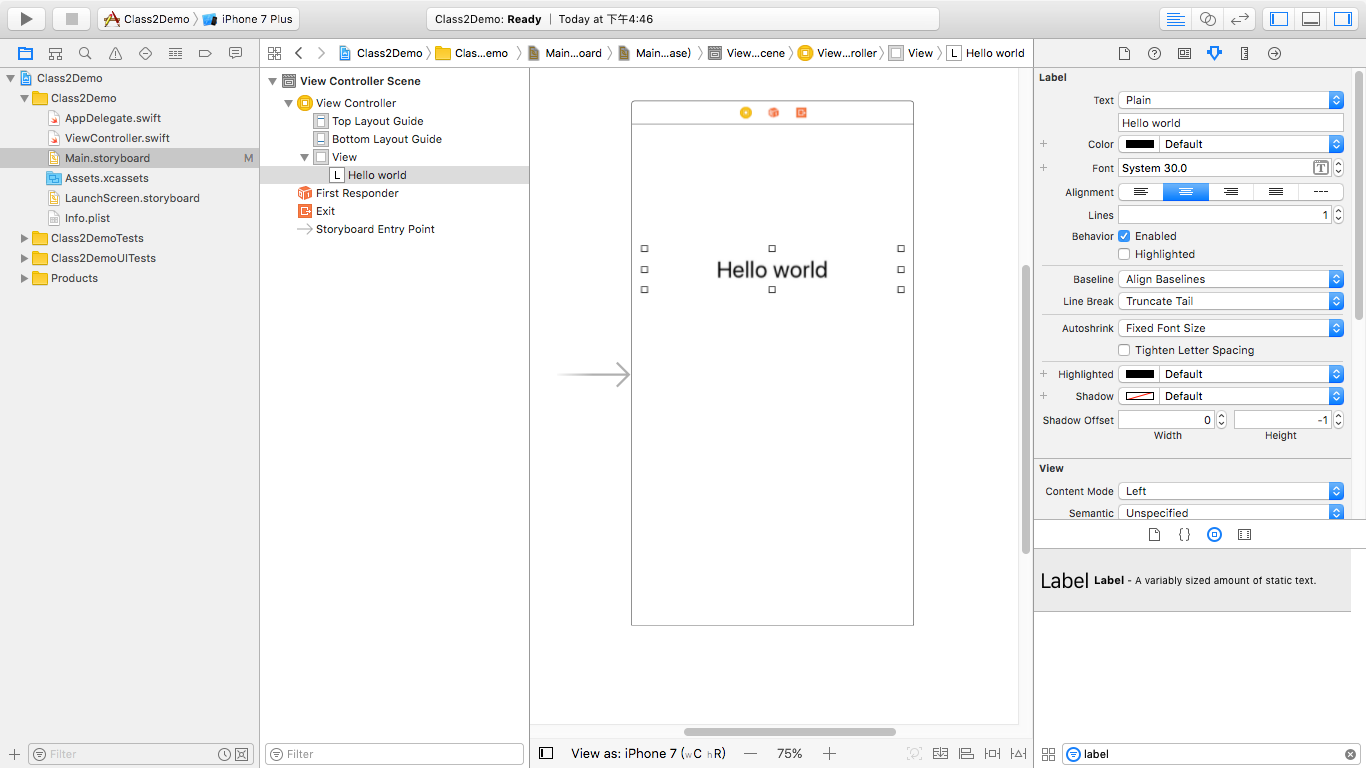 Class2Demo iPhone 7 Plus
Class2Demo: Ready | Today at 下午4:46
Class2Demo Clas...emo Main...oard Main...ase) View...cene View...roller View L Hello world
Class2Demo
Class2Demo
AppDelegate.swift
ViewController.swift
Main.storyboard M
Assets.xcassets
LaunchScreen.storyboard
Info.plist
Class2DemoTests
Class2DemoUITests
Products
Filter
View Controller Scene
View Controller
Top Layout Guide
Bottom Layout Guide
View
L Hello world
First Responder
Exit
Storyboard Entry Point
Filter
Hello world
View as: iPhone 7 (wC hR) — 75% +
Label
Text Plain
Hello world
Color Default
Font System 30.0 T
Alignment
Lines 1
Behavior Enabled
Highlighted
Baseline Align Baselines
Line Break Truncate Tail
Autoshrink Fixed Font Size
Tighten Letter Spacing
Highlighted Default
Shadow Default
Shadow Offset 0 -1
Width Height
View
Content Mode Left
Semantic Unspecified
{}
Label Label - A variably sized amount of static text.
label